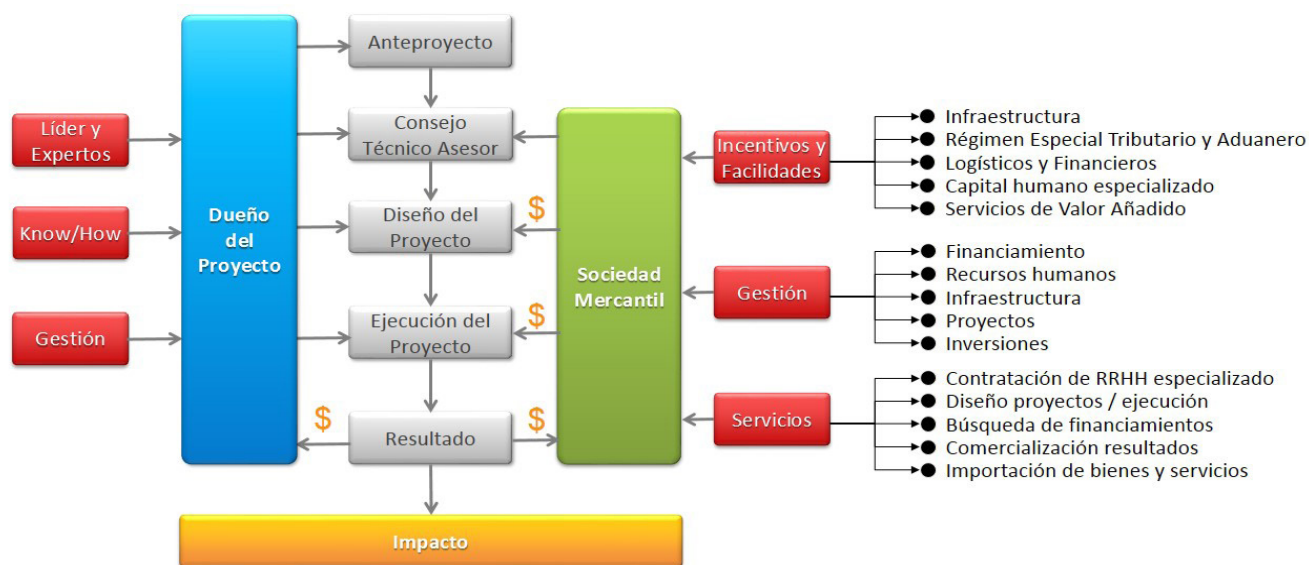 Líder y
Expertos
Know/How
Gestión
Dueño
del
Proyecto
Anteproyecto
Consejo
Técnico Asesor
Diseño del
Proyecto
$
Ejecución del
Proyecto
$
$
Resultado
$
Impacto
Sociedad
Mercantil
Incentivos y
Facilidades
Infraestructura
Régimen Especial Tributario y Aduanero
Logísticos y Financieros
Capital humano especializado
Servicios de Valor Añadido
Gestión
Financiamiento
Recursos humanos
Infraestructura
Proyectos
Inversiones
Servicios
Contratación de RRHH especializado
Diseño proyectos / ejecución
Búsqueda de financiamientos
Comercialización resultados
Importación de bienes y servicios